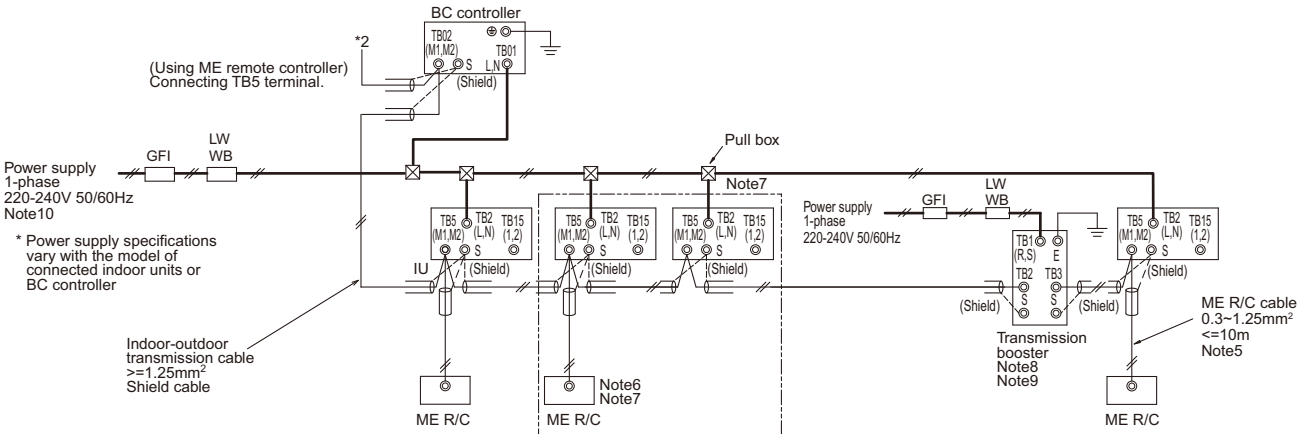 BC controller
*2
TB02
(M1,M2)
S
(Shield)
TB01
L,N
(Using ME remote controller)
Connecting TB5 terminal.
Power supply
1-phase
220-240V 50/60Hz
Note10
GFI
LW
WB
* Power supply specifications
vary with the model of
connected indoor units or
BC controller
Pull box
Note7
TB5
(M1,M2)
TB2
(L,N)
TB15
(1,2)
S
(Shield)
IU
TB5
(M1,M2)
TB2
(L,N)
TB15
(1,2)
S
(Shield)
TB5
(M1,M2)
TB2
(L,N)
TB15
(1,2)
S
(Shield)
Power supply
1-phase
220-240V 50/60Hz
GFI
LW
WB
TB1
(R,S)
E
TB2
S
TB3
S
(Shield)
(Shield)
Transmission
booster
Note8
Note9
TB5
(M1,M2)
TB2
(L,N)
TB15
(1,2)
S
(Shield)
ME R/C cable
0.3~1.25mm²
<=10m
Note5
Indoor-outdoor
transmission cable
>=1.25mm²
Shield cable
ME R/C
Note6
Note7
ME R/C
ME R/C